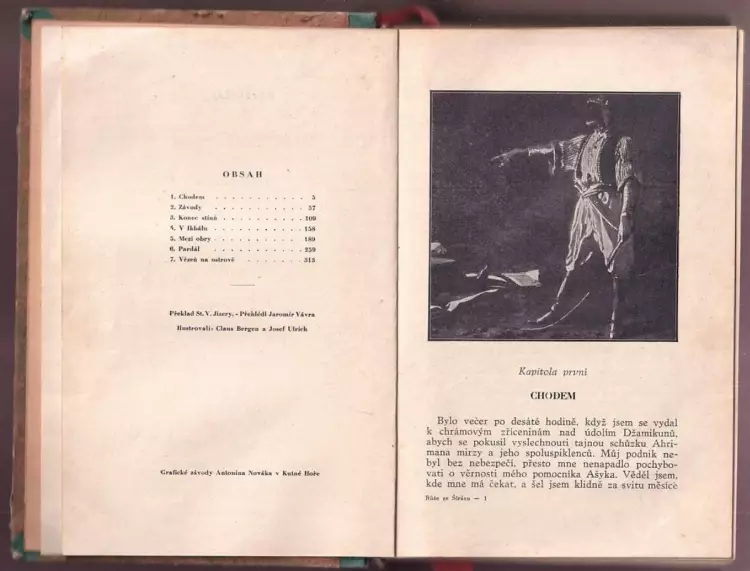 OBSAH
1. Chodem . . . . . . . . . . . 5
2. Závody . . . . . . . . . . . 57
3. Konec stínů . . . . . . . . . 109
4. V Ikbálu . . . . . . . . . . . 158
5. Mezi obry . . . . . . . . . . 189
6. Pardál . . . . . . . . . . . 259
7. Vězeň na ostrově . . . . . . 315
Překlad St. V. Jizery. - Přehlédl Jaromír Vávra
Ilustrovali: Claus Bergen a Josef Ulrich
Grafické závody Antonína Nováka v Kutné Hoře
Kapitola první
CHODEM
Bylo večer po desáté hodině, když jsem se vydal
k chrámovým zříceninám nad údolím Džamikunů,
abych se pokusil vyslechnouti tajnou schůzku Ahri-
mana mirzy a jeho spoluspiklenců. Můj podnik ne-
byl bez nebezpečí, přesto mne nenapadlo pochybo-
vati o věrnosti mého pomocníka Ašyka. Věděl jsem,
kde mne má čekat, a šel jsem klidně za svitu měsíce
Růže ze Šírázu — 1